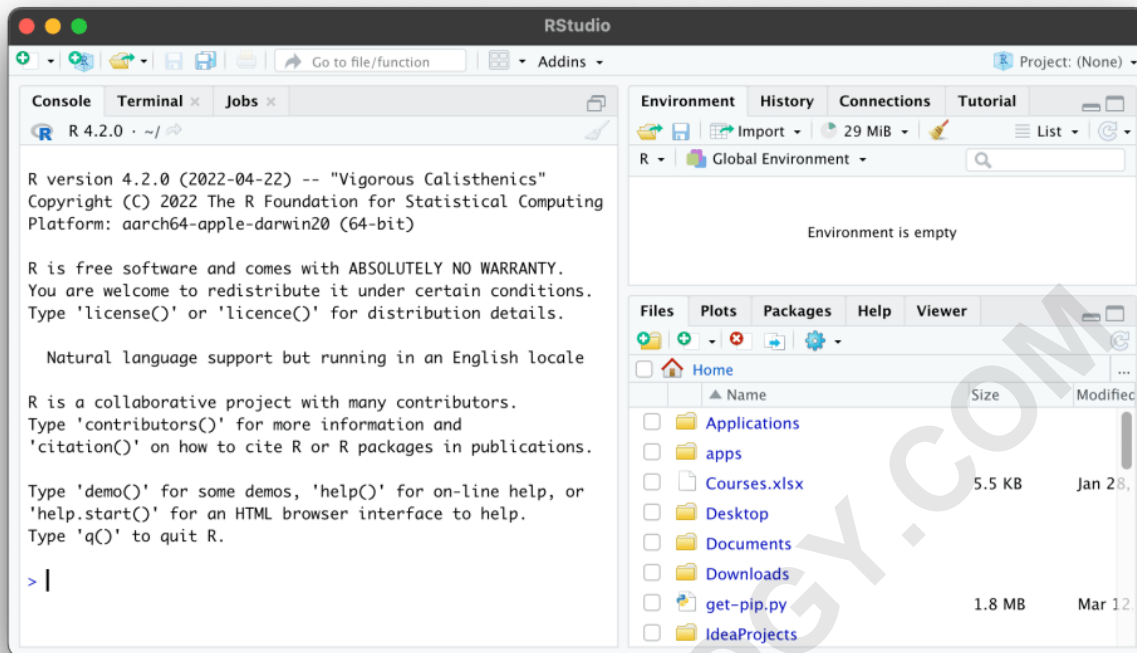 RStudio
Go to file/function
Addins
Project: (None)
Console Terminal Jobs
R 4.2.0 · ~/
R version 4.2.0 (2022-04-22) -- "Vigorous Calisthenics"
Copyright (C) 2022 The R Foundation for Statistical Computing
Platform: aarch64-apple-darwin20 (64-bit)
R is free software and comes with ABSOLUTELY NO WARRANTY.
You are welcome to redistribute it under certain conditions.
Type 'license()' or 'licence()' for distribution details.
Natural language support but running in an English locale
R is a collaborative project with many contributors.
Type 'contributors()' for more information and
'citation()' on how to cite R or R packages in publications.
Type 'demo()' for some demos, 'help()' for on-line help, or
'help.start()' for an HTML browser interface to help.
Type 'q()' to quit R.
>
Environment History Connections Tutorial
Import 29 MiB List
R Global Environment
Environment is empty
Files Plots Packages Help Viewer
Home ...
Name Size Modified
Applications
apps
Courses.xlsx 5.5 KB Jan 28,
Desktop
Documents
Downloads
get-pip.py 1.8 MB Mar 12
IdeaProjects
GY.COM